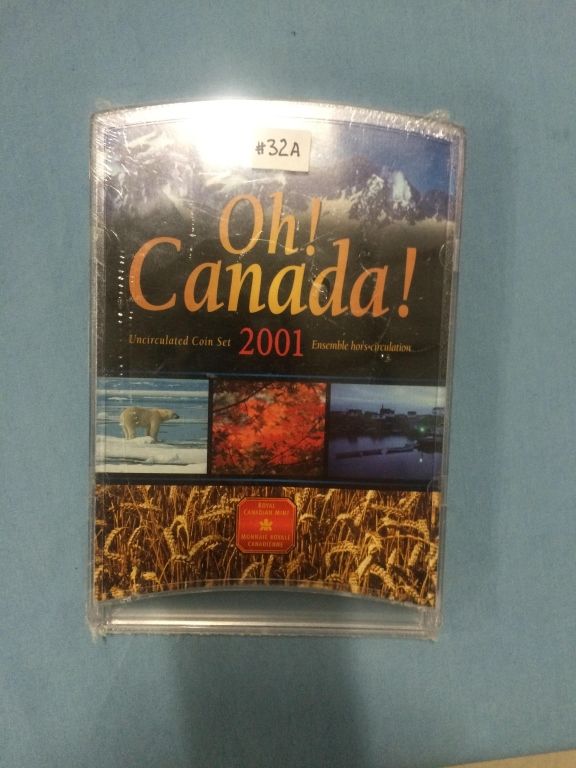 #32A
Oh!
Canada!
Uncirculated Coin Set 2001 Ensemble hors-circulation
ROYAL
CANADIAN MINT
MONNAIE ROYALE
CANADIENNE